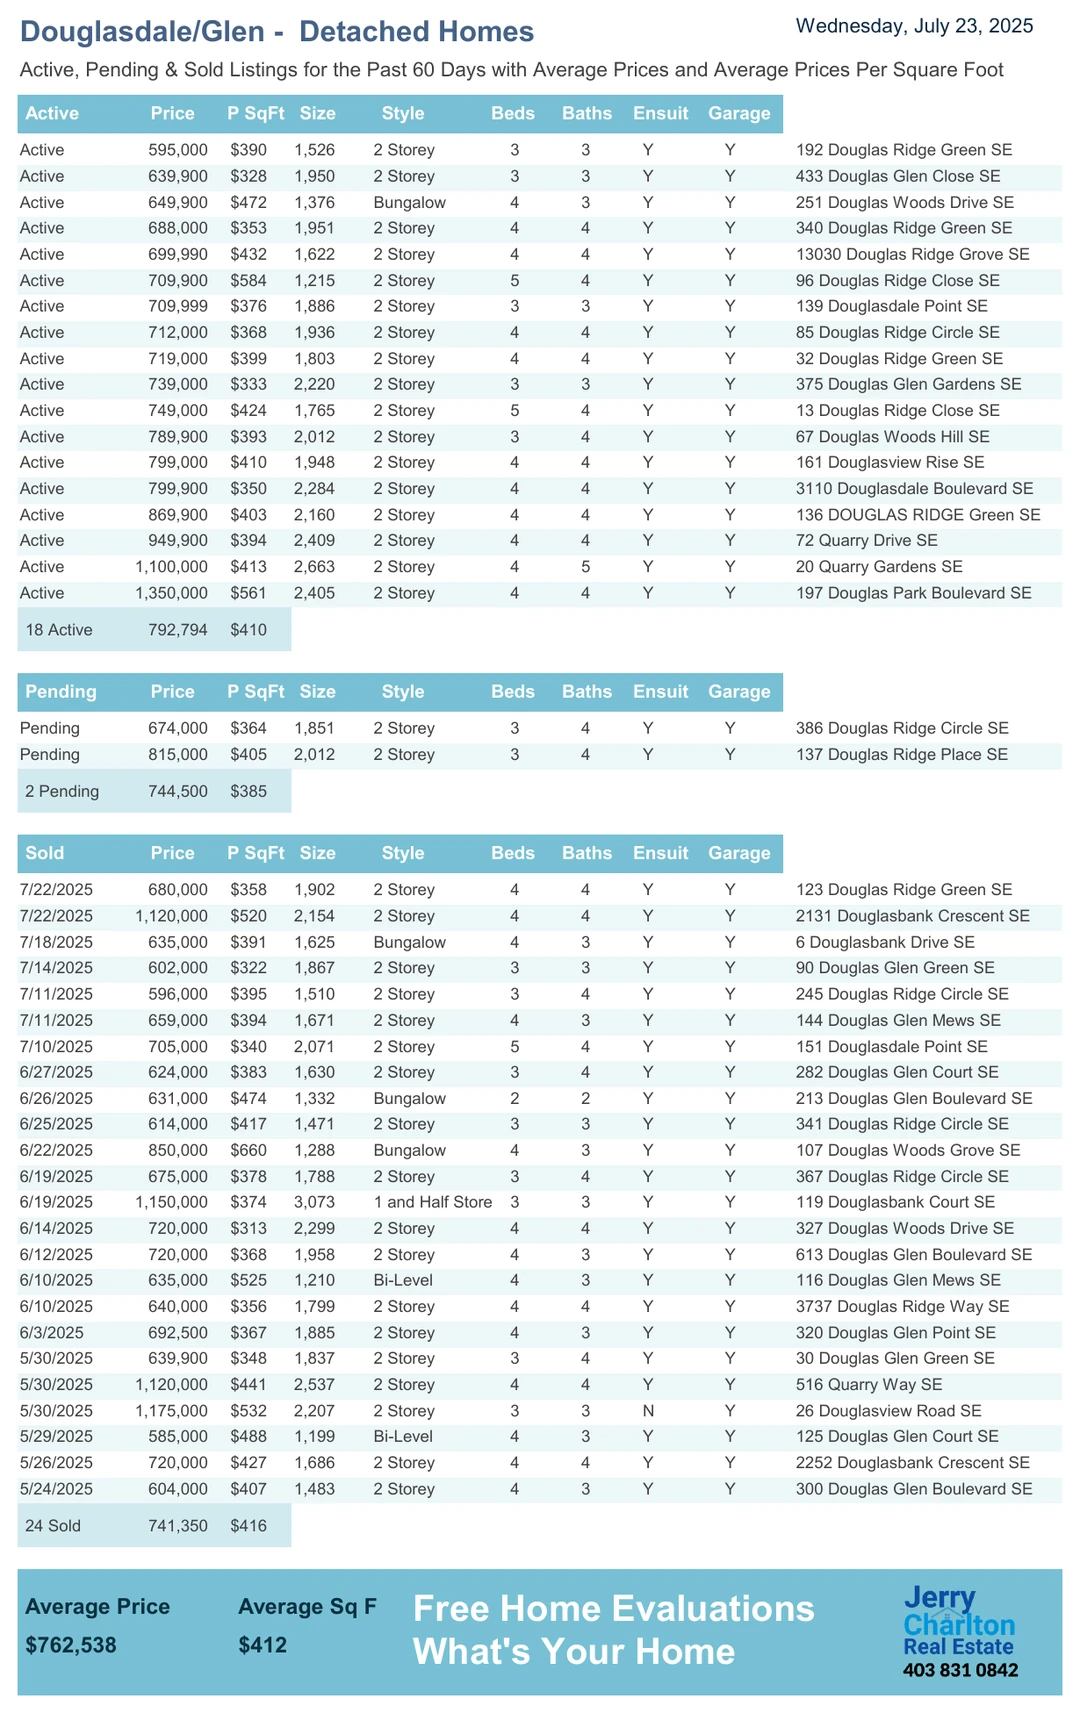 Douglasdale/Glen - Detached Homes
Wednesday, July 23, 2025
Active, Pending & Sold Listings for the Past 60 Days with Average Prices and Average Prices Per Square Foot
Active Price P SqFt Size Style Beds Baths Ensuit Garage
Active 595,000 $390 1,526 2 Storey 3 3 Y Y 192 Douglas Ridge Green SE
Active 639,900 $328 1,950 2 Storey 3 3 Y Y 433 Douglas Glen Close SE
Active 649,900 $472 1,376 Bungalow 4 3 Y Y 251 Douglas Woods Drive SE
Active 688,000 $353 1,951 2 Storey 4 4 Y Y 340 Douglas Ridge Green SE
Active 699,990 $432 1,622 2 Storey 4 4 Y Y 13030 Douglas Ridge Grove SE
Active 709,900 $584 1,215 2 Storey 5 4 Y Y 96 Douglas Ridge Close SE
Active 709,999 $376 1,886 2 Storey 3 3 Y Y 139 Douglasdale Point SE
Active 712,000 $368 1,936 2 Storey 4 4 Y Y 85 Douglas Ridge Circle SE
Active 719,000 $399 1,803 2 Storey 4 4 Y Y 32 Douglas Ridge Green SE
Active 739,000 $333 2,220 2 Storey 3 3 Y Y 375 Douglas Glen Gardens SE
Active 749,000 $424 1,765 2 Storey 5 4 Y Y 13 Douglas Ridge Close SE
Active 789,900 $393 2,012 2 Storey 3 4 Y Y 67 Douglas Woods Hill SE
Active 799,000 $410 1,948 2 Storey 4 4 Y Y 161 Douglasview Rise SE
Active 799,900 $350 2,284 2 Storey 4 4 Y Y 3110 Douglasdale Boulevard SE
Active 869,900 $403 2,160 2 Storey 4 4 Y Y 136 DOUGLAS RIDGE Green SE
Active 949,900 $394 2,409 2 Storey 4 4 Y Y 72 Quarry Drive SE
Active 1,100,000 $413 2,663 2 Storey 4 5 Y Y 20 Quarry Gardens SE
Active 1,350,000 $561 2,405 2 Storey 4 4 Y Y 197 Douglas Park Boulevard SE
18 Active 792,794 $410
Pending Price P SqFt Size Style Beds Baths Ensuit Garage
Pending 674,000 $364 1,851 2 Storey 3 4 Y Y 386 Douglas Ridge Circle SE
Pending 815,000 $405 2,012 2 Storey 3 4 Y Y 137 Douglas Ridge Place SE
2 Pending 744,500 $385
Sold Price P SqFt Size Style Beds Baths Ensuit Garage
7/22/2025 680,000 $358 1,902 2 Storey 4 4 Y Y 123 Douglas Ridge Green SE
7/22/2025 1,120,000 $520 2,154 2 Storey 4 4 Y Y 2131 Douglasbank Crescent SE
7/18/2025 635,000 $391 1,625 Bungalow 4 3 Y Y 6 Douglasbank Drive SE
7/14/2025 602,000 $322 1,867 2 Storey 3 3 Y Y 90 Douglas Glen Green SE
7/11/2025 596,000 $395 1,510 2 Storey 3 4 Y Y 245 Douglas Ridge Circle SE
7/11/2025 659,000 $394 1,671 2 Storey 4 3 Y Y 144 Douglas Glen Mews SE
7/10/2025 705,000 $340 2,071 2 Storey 5 4 Y Y 151 Douglasdale Point SE
6/27/2025 624,000 $383 1,630 2 Storey 3 4 Y Y 282 Douglas Glen Court SE
6/26/2025 631,000 $474 1,332 Bungalow 2 2 Y Y 213 Douglas Glen Boulevard SE
6/25/2025 614,000 $417 1,471 2 Storey 3 3 Y Y 341 Douglas Ridge Circle SE
6/22/2025 850,000 $660 1,288 Bungalow 4 3 Y Y 107 Douglas Woods Grove SE
6/19/2025 675,000 $378 1,788 2 Storey 3 4 Y Y 367 Douglas Ridge Circle SE
6/19/2025 1,150,000 $374 3,073 1 and Half Store 3 3 Y Y 119 Douglasbank Court SE
6/14/2025 720,000 $313 2,299 2 Storey 4 4 Y Y 327 Douglas Woods Drive SE
6/12/2025 720,000 $368 1,958 2 Storey 4 3 Y Y 613 Douglas Glen Boulevard SE
6/10/2025 635,000 $525 1,210 Bi-Level 4 3 Y Y 116 Douglas Glen Mews SE
6/10/2025 640,000 $356 1,799 2 Storey 4 4 Y Y 3737 Douglas Ridge Way SE
6/3/2025 692,500 $367 1,885 2 Storey 4 3 Y Y 320 Douglas Glen Point SE
5/30/2025 639,900 $348 1,837 2 Storey 3 4 Y Y 30 Douglas Glen Green SE
5/30/2025 1,120,000 $441 2,537 2 Storey 4 4 Y Y 516 Quarry Way SE
5/30/2025 1,175,000 $532 2,207 2 Storey 3 3 N Y 26 Douglasview Road SE
5/29/2025 585,000 $488 1,199 Bi-Level 4 3 Y Y 125 Douglas Glen Court SE
5/26/2025 720,000 $427 1,686 2 Storey 4 4 Y Y 2252 Douglasbank Crescent SE
5/24/2025 604,000 $407 1,483 2 Storey 4 3 Y Y 300 Douglas Glen Boulevard SE
24 Sold 741,350 $416
Average Price Average Sq F
$762,538 $412
Free Home Evaluations
What's Your Home
Jerry
Charlton
Real Estate
403 831 0842